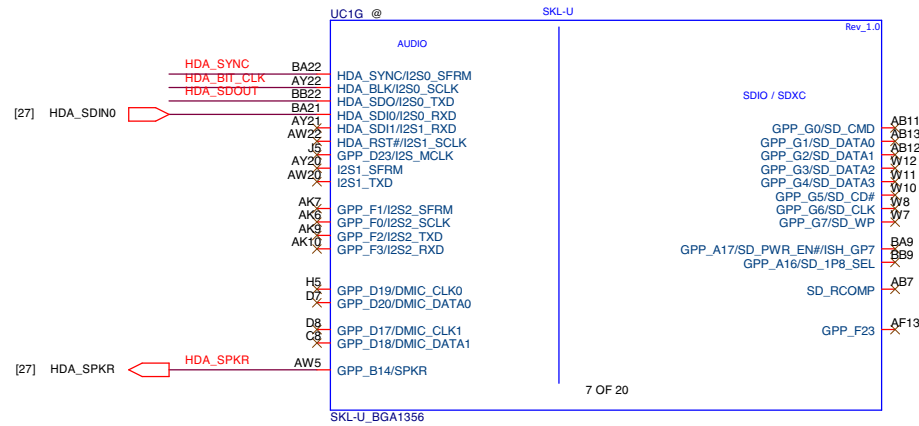 UC1G @ SKL-U
Rev_1.0
AUDIO
SDIO / SDXC
HDA_SYNC BA22 HDA_SYNC/I2S0_SFRM
HDA_BIT_CLK AY22 HDA_BLK/I2S0_SCLK
HDA_SDOUT BB22 HDA_SDO/I2S0_TXD
[27] HDA_SDIN0 BA21 HDA_SDI0/I2S0_RXD
AY21 HDA_SDI1/I2S1_RXD
AW22 HDA_RST#/I2S1_SCLK
J5 GPP_D23/I2S_MCLK
AY20 I2S1_SFRM
AW20 I2S1_TXD
AK7 GPP_F1/I2S2_SFRM
AK6 GPP_F0/I2S2_SCLK
AK9 GPP_F2/I2S2_TXD
AK10 GPP_F3/I2S2_RXD
H5 GPP_D19/DMIC_CLK0
D7 GPP_D20/DMIC_DATA0
D8 GPP_D17/DMIC_CLK1
C8 GPP_D18/DMIC_DATA1
[27] HDA_SPKR HDA_SPKR AW5 GPP_B14/SPKR
GPP_G0/SD_CMD AB11
GPP_G1/SD_DATA0 AB13
GPP_G2/SD_DATA1 AB12
GPP_G3/SD_DATA2 W12
GPP_G4/SD_DATA3 W11
GPP_G5/SD_CD# W10
GPP_G6/SD_CLK W8
GPP_G7/SD_WP W7
GPP_A17/SD_PWR_EN#/ISH_GP7 BA9
GPP_A16/SD_1P8_SEL BB9
SD_RCOMP AB7
GPP_F23 AF13
7 OF 20
SKL-U_BGA1356